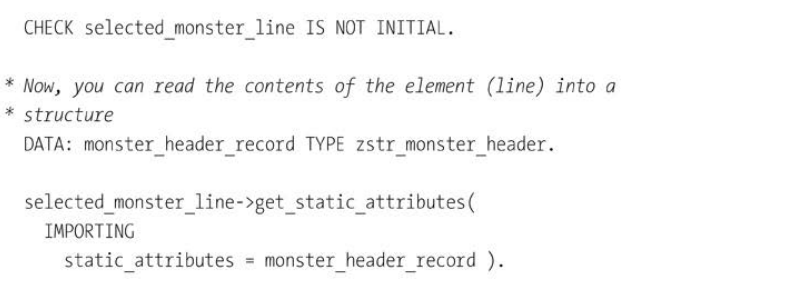 CHECK selected_monster_line IS NOT INITIAL.
* Now, you can read the contents of the element (line) into a
* structure
DATA: monster_header_record TYPE zstr_monster_header.
selected_monster_line->get_static_attributes(
IMPORTING
static_attributes = monster_header_record ).